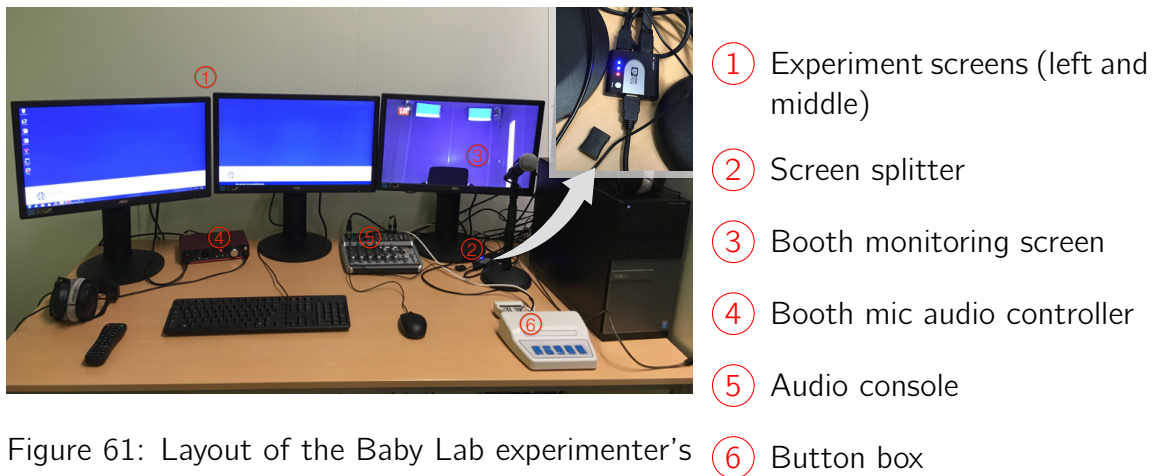 1
3
4
5
2
6
1 Experiment screens (left and
middle)
2 Screen splitter
3 Booth monitoring screen
4 Booth mic audio controller
5 Audio console
6 Button box
Figure 61: Layout of the Baby Lab experimenter's